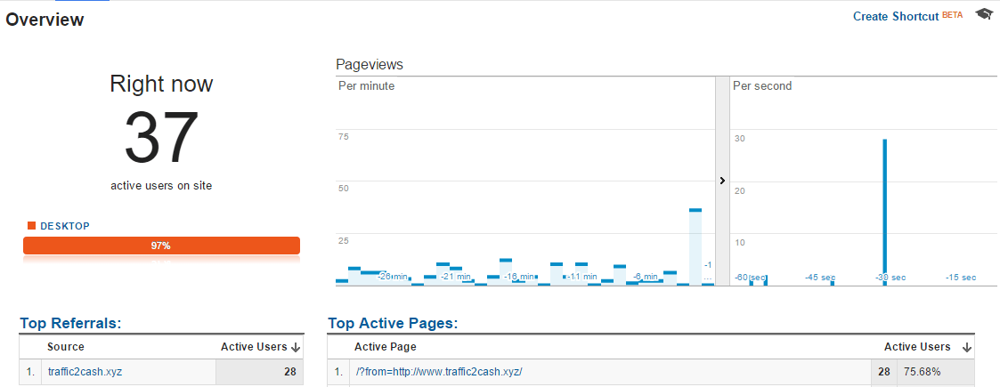 Overview
Create Shortcut BETA
Right now
37
active users on site
DESKTOP
97%
Pageviews
Per minute
75
50
25
-26 min
-21 min
-16 min
-11 min
-6 min
-1
...
Per second
30
20
10
-60 sec
-45 sec
-30 sec
-15 sec
Top Referrals:
Source Active Users
1. traffic2cash.xyz 28
Top Active Pages:
Active Page Active Users
1. /?from=http://www.traffic2cash.xyz/ 28 75.68%